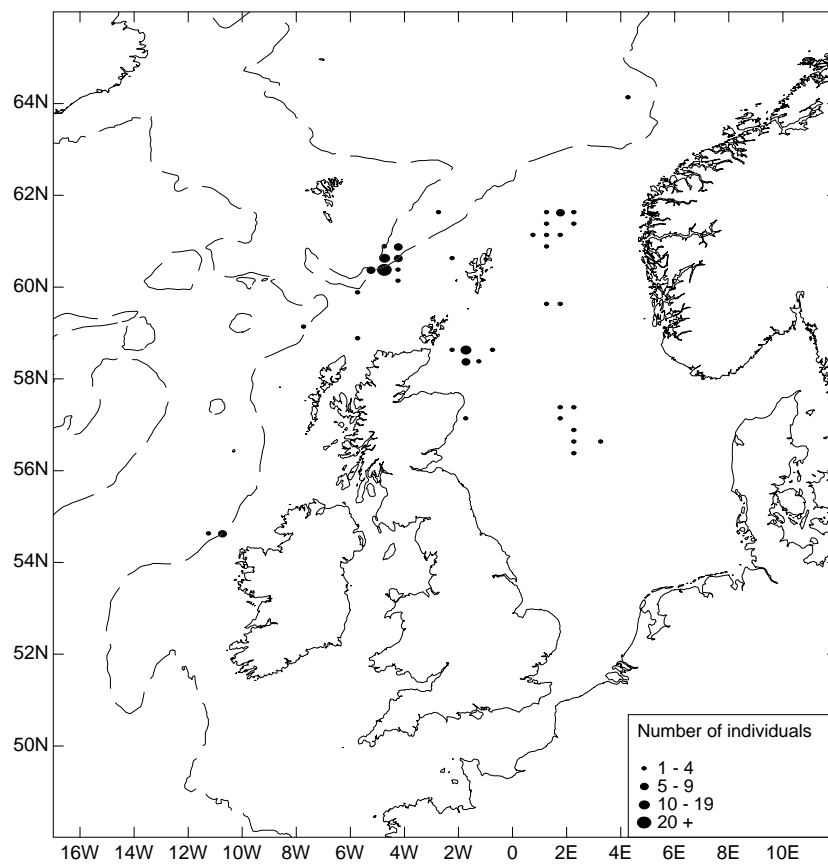 64N
62N
60N
58N
56N
54N
52N
50N
Number of individuals
1 - 4
5 - 9
10 - 19
20 +
16W 14W 12W 10W 8W 6W 4W 2W 0 2E 4E 6E 8E 10E